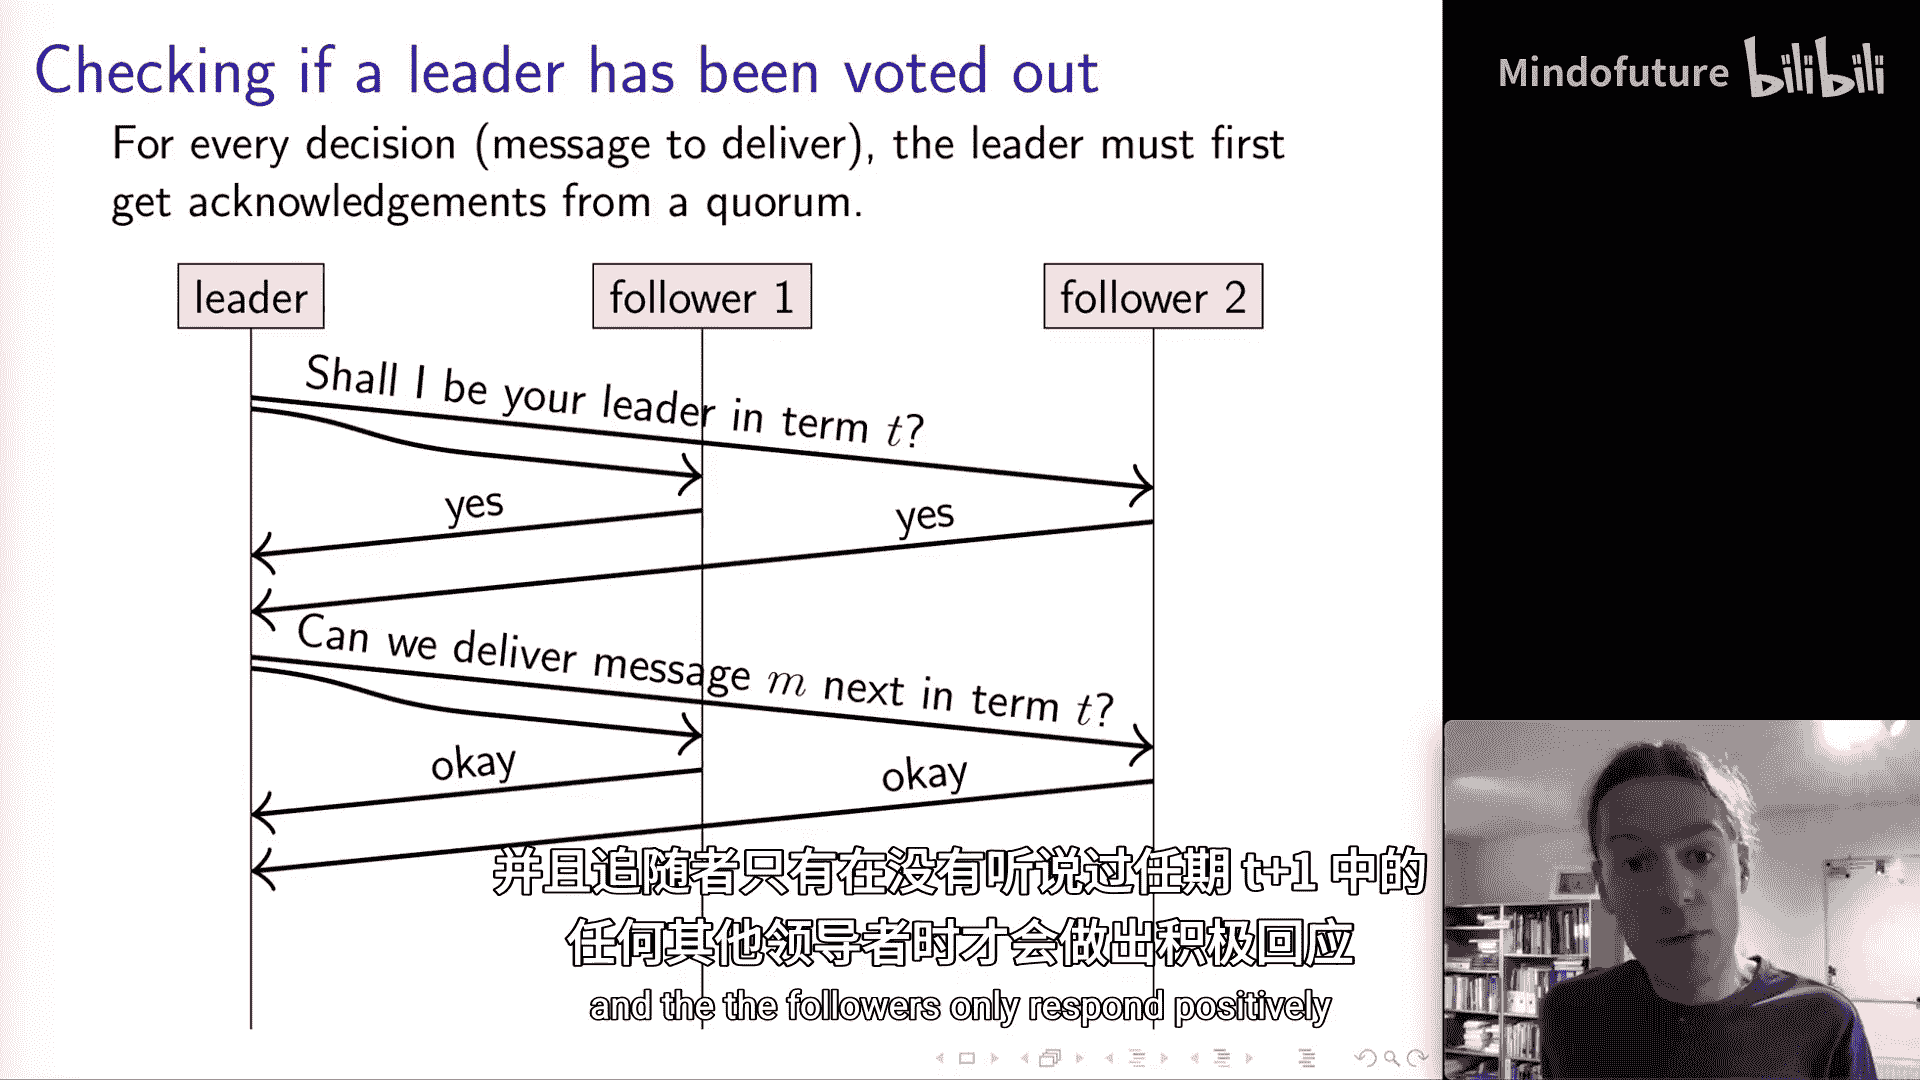 Checking if a leader has been voted out
Mindofuture bilibili
For every decision (message to deliver), the leader must first
get acknowledgements from a quorum.
leader
follower 1
follower 2
Shall I be your leader in term t?
yes
yes
Can we deliver message m next in term t?
okay
okay
并且追随者只有在没有听说过任期 t+1 中的
任何其他领导者时才会做出积极回应
and the the followers only respond positively